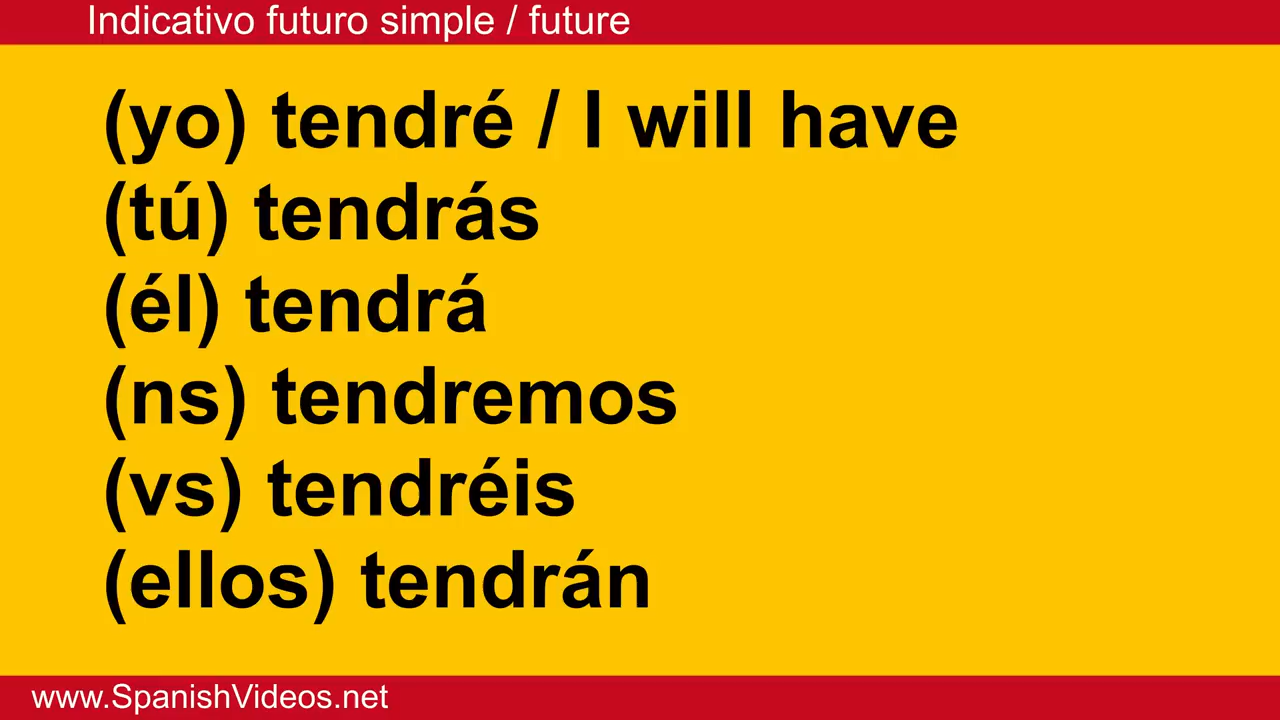 Indicativo futuro simple / future
(yo) tendré / I will have
(tú) tendrás
(él) tendrá
(ns) tendremos
(vs) tendréis
(ellos) tendrán
www.SpanishVideos.net